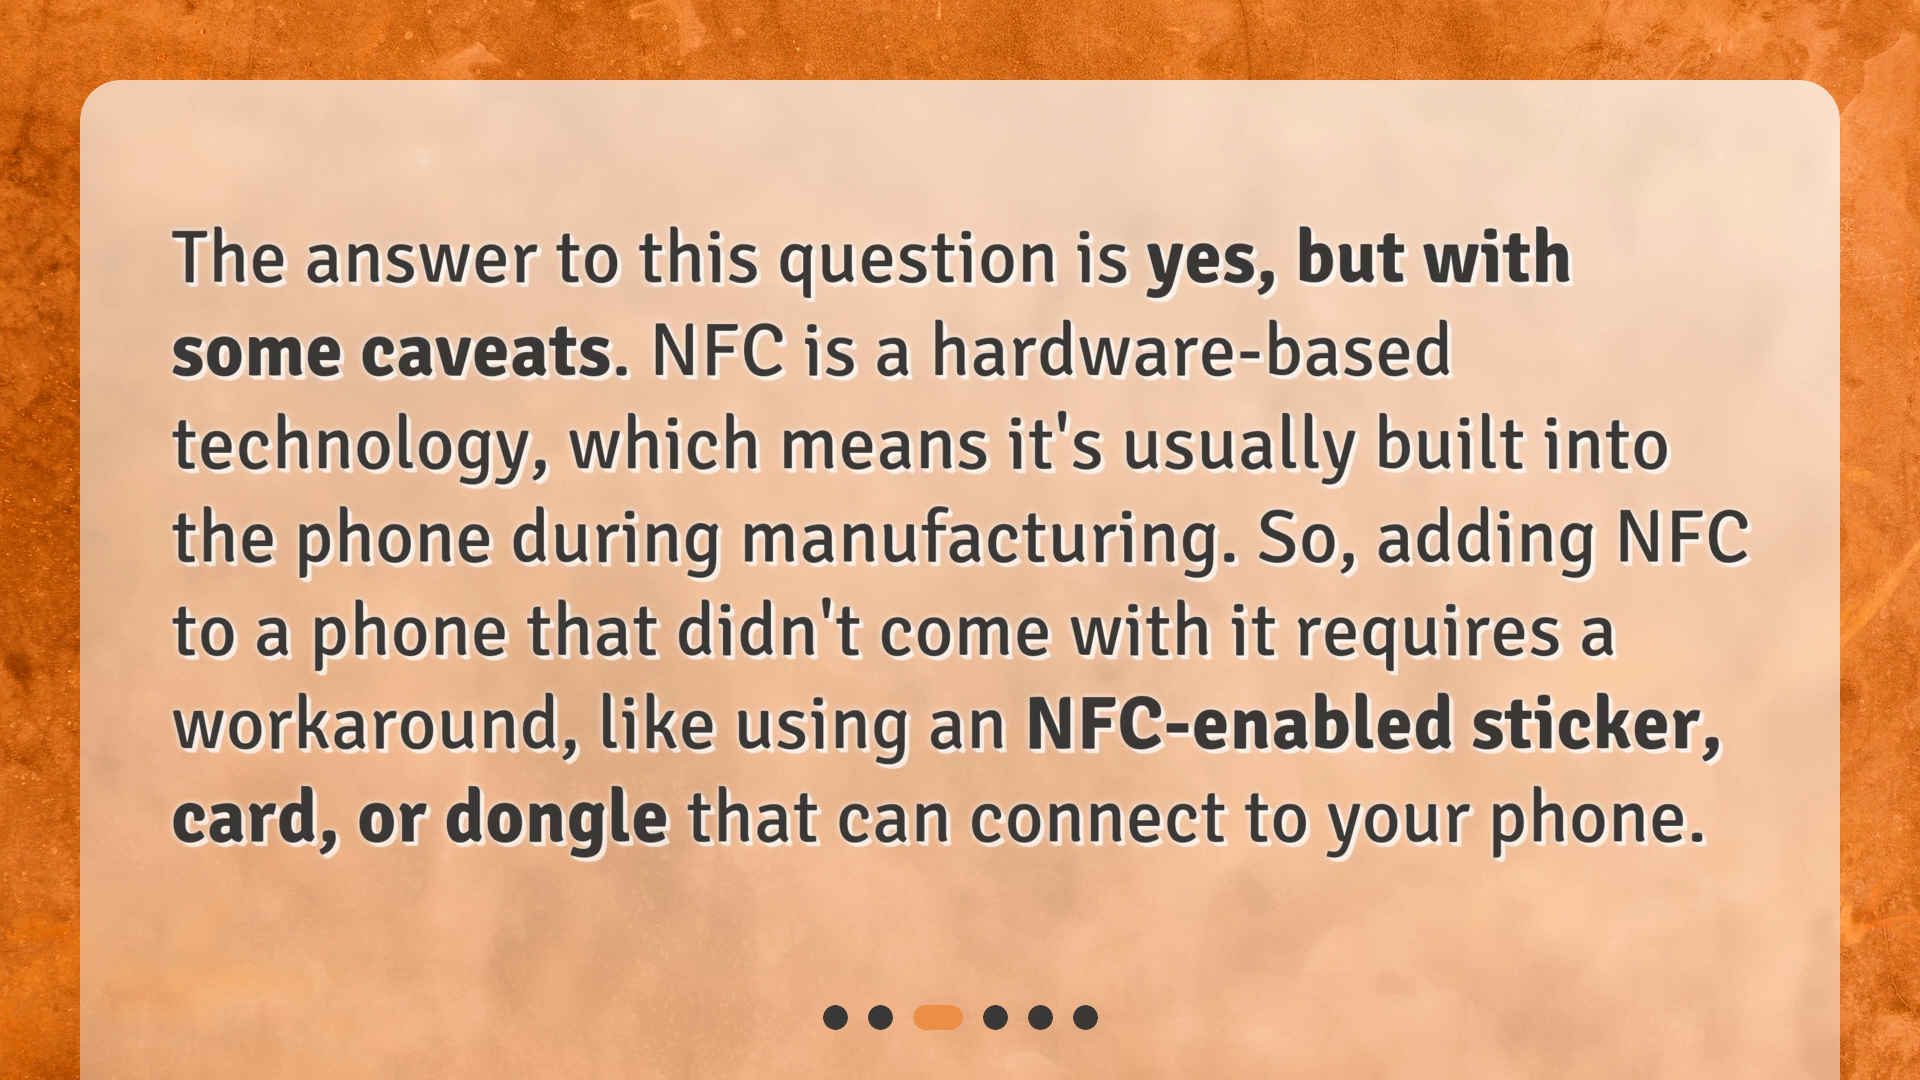 The answer to this question is yes, but with
some caveats. NFC is a hardware-based
technology, which means it's usually built into
the phone during manufacturing. So, adding NFC
to a phone that didn't come with it requires a
workaround, like using an NFC-enabled sticker,
card, or dongle that can connect to your phone.